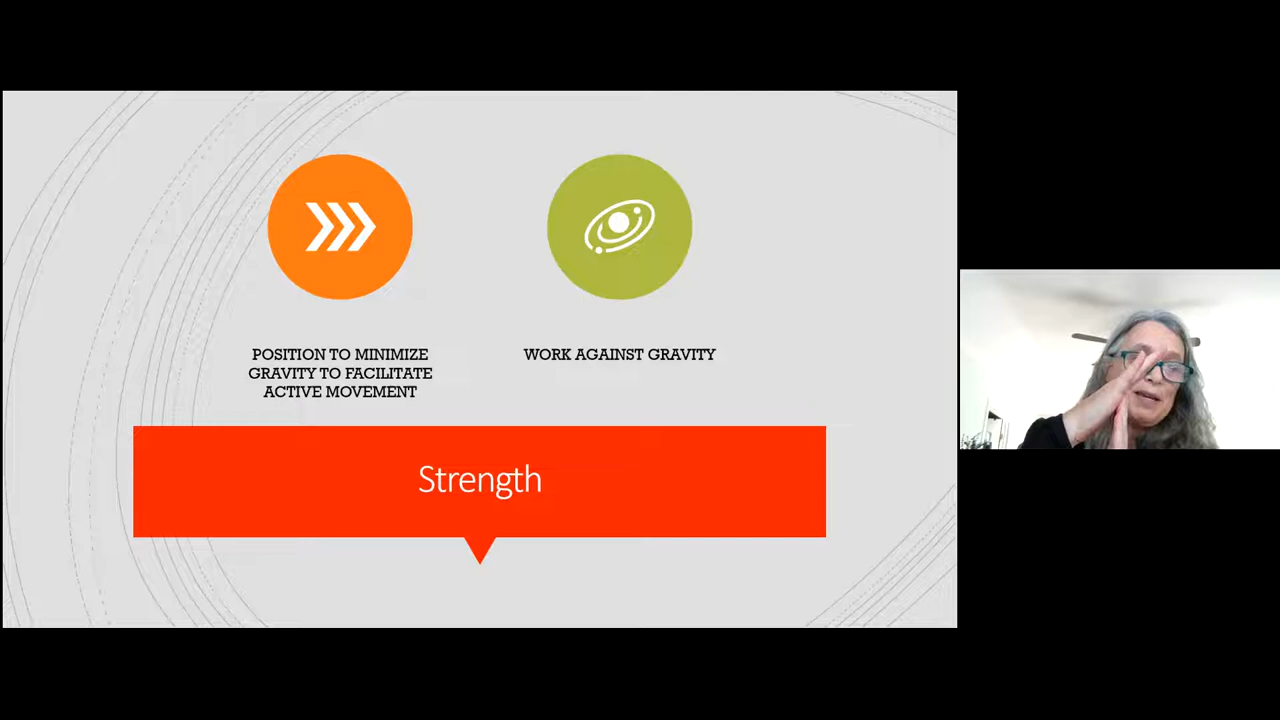 POSITION TO MINIMIZE
GRAVITY TO FACILITATE
ACTIVE MOVEMENT
WORK AGAINST GRAVITY
Strength